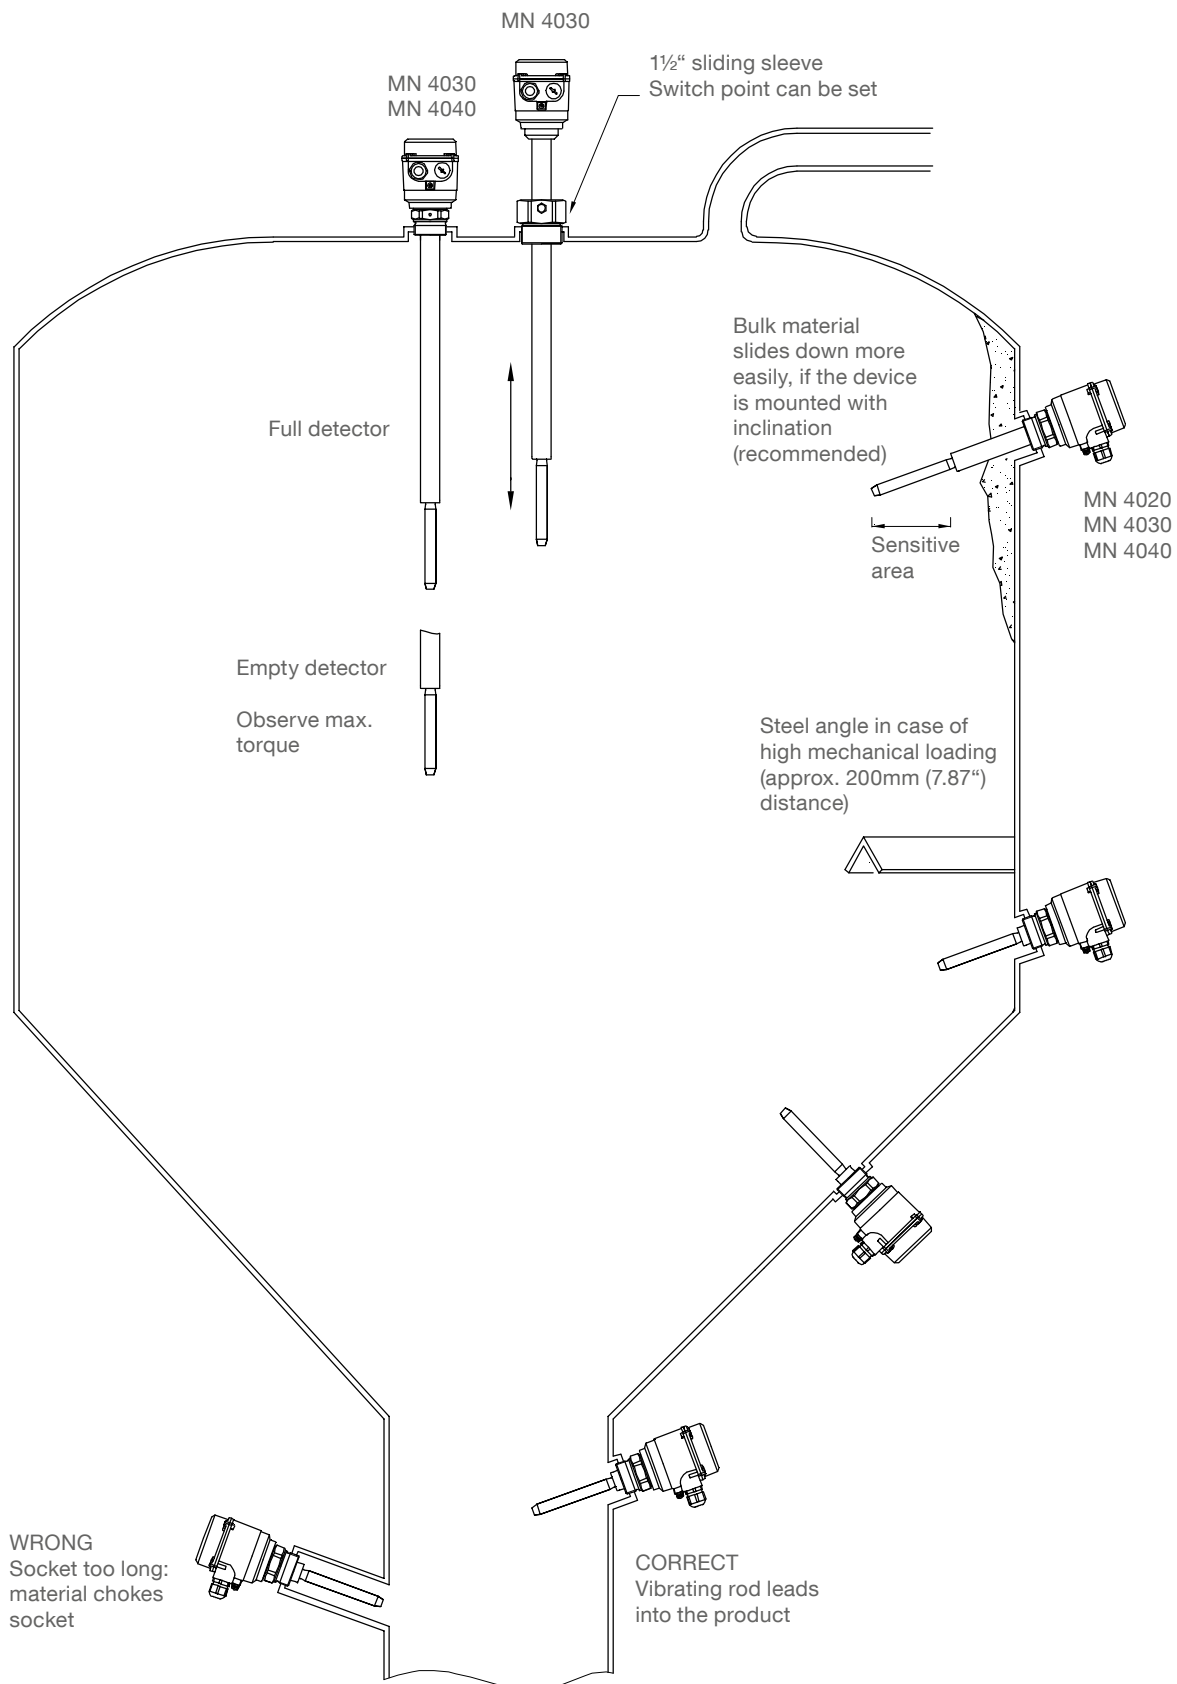 MN 4030
1½“ sliding sleeve
Switch point can be set
MN 4030
MN 4040
Bulk material
slides down more
easily, if the device
is mounted with
inclination
(recommended)
Full detector
MN 4020
MN 4030
MN 4040
Sensitive
area
Empty detector
Observe max.
torque
Steel angle in case of
high mechanical loading
(approx. 200mm (7.87“)
distance)
WRONG
Socket too long:
material chokes
socket
CORRECT
Vibrating rod leads
into the product